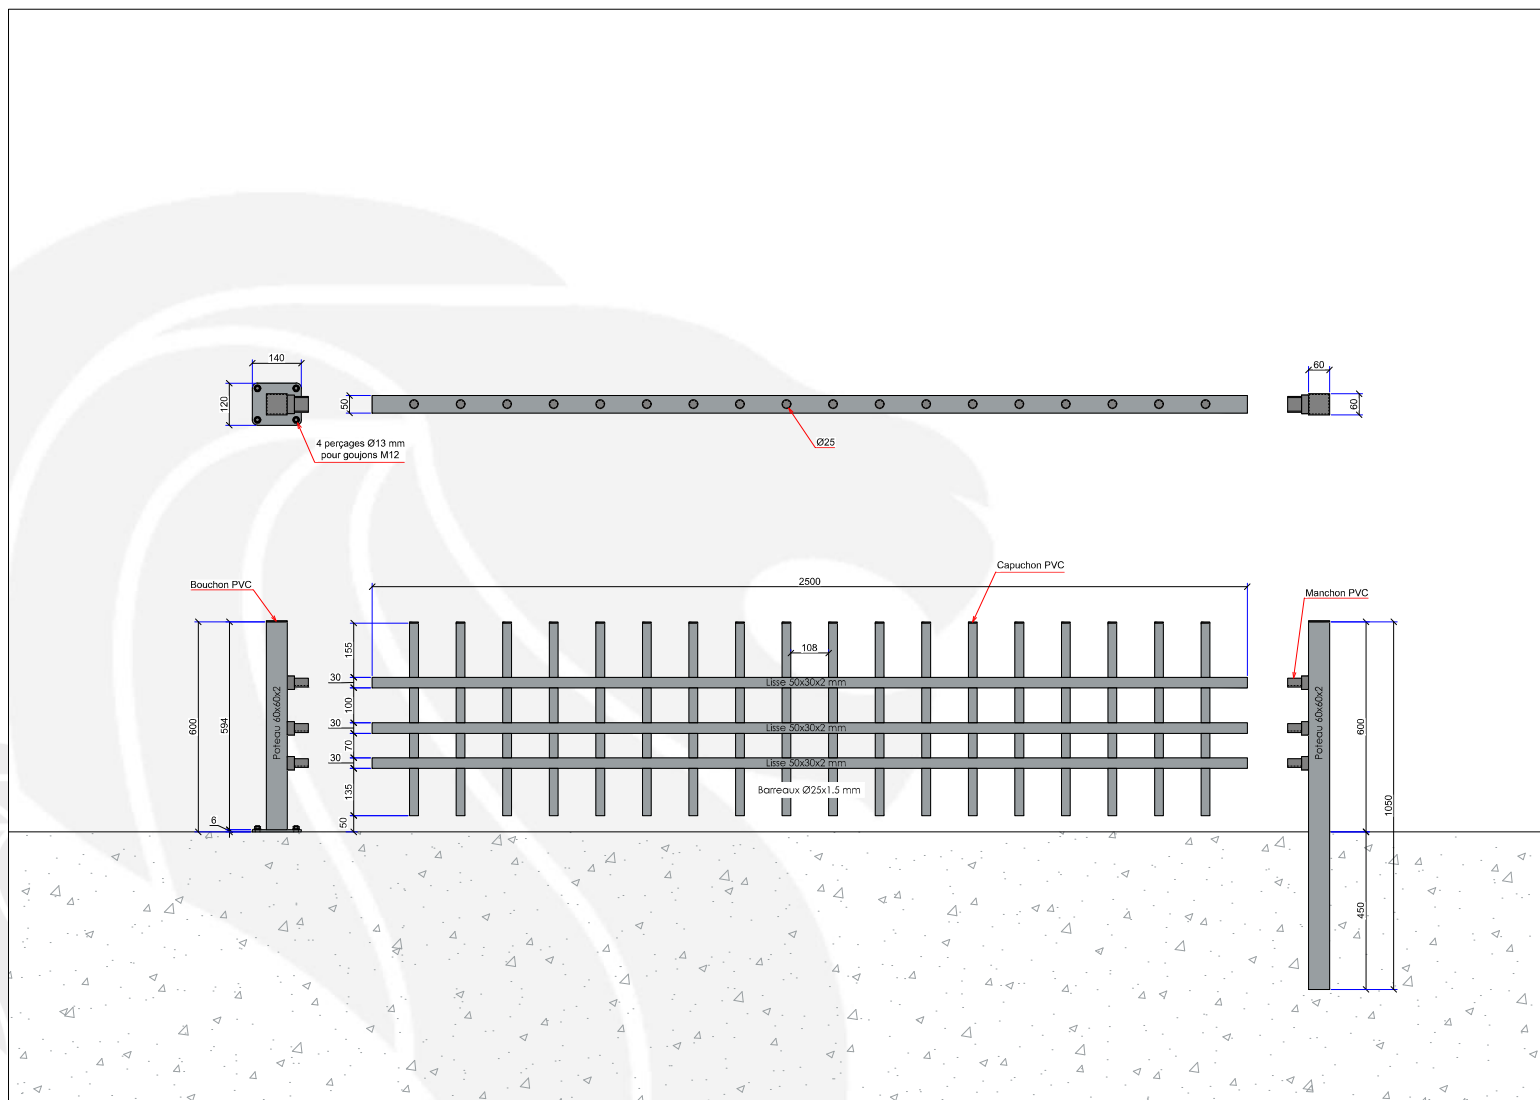 140
120
4 perçages Ø13 mm
pour goujons M12
50
Ø25
60
60
Bouchon PVC
2500
Capuchon PVC
Manchon PVC
600
594
6
Poteau 60x60x2
155
30
100
30
70
30
135
50
108
Lisse 50x30x2 mm
Lisse 50x30x2 mm
Lisse 50x30x2 mm
Barreaux Ø25x1.5 mm
Poteau 60x60x2
600
1050
450